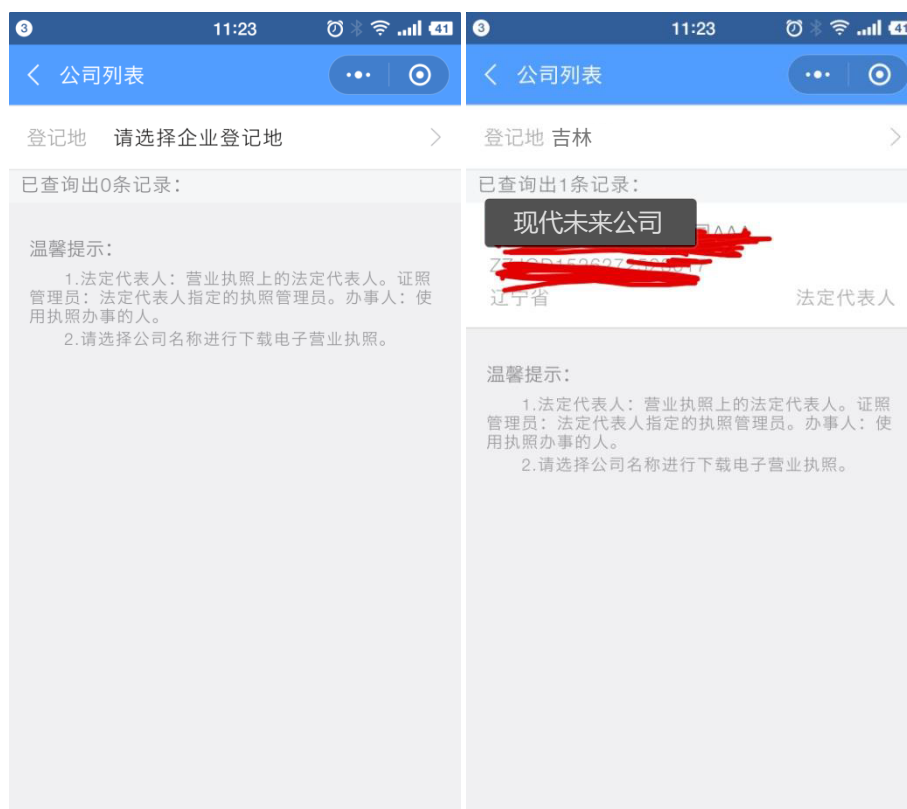 3 11:23 41
公司列表
登记地 请选择企业登记地
已查询出0条记录:
温馨提示:
1.法定代表人:营业执照上的法定代表人。证照
管理员:法定代表人指定的执照管理员。办事人:使
用执照办事的人。
2.请选择公司名称进行下载电子营业执照。
3 11:23 41
公司列表
登记地 吉林
已查询出1条记录:
现代未来公司
辽宁省 法定代表人
温馨提示:
1.法定代表人:营业执照上的法定代表人。证照
管理员:法定代表人指定的执照管理员。办事人:使
用执照办事的人。
2.请选择公司名称进行下载电子营业执照。